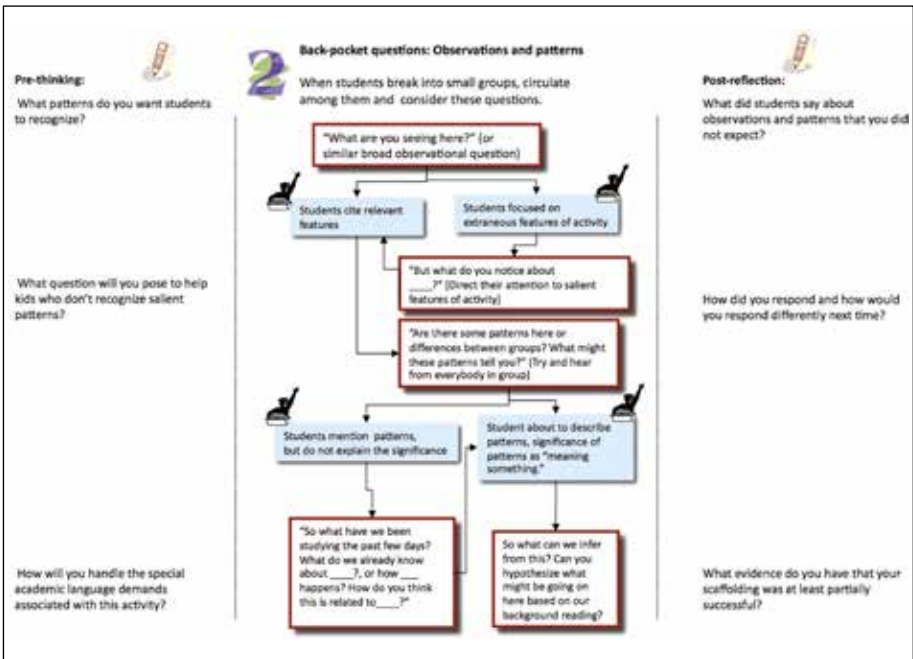 Pre-thinking:
What patterns do you want students
to recognize?
What question will you pose to help
kids who don't recognize salient
patterns?
How will you handle the special
academic language demands
associated with this activity?
2
Back-pocket questions: Observations and patterns
When students break into small groups, circulate
among them and consider these questions.
"What are you seeing here?" (or
similar broad observational question)
Students cite relevant
features
Students focused on
extraneous features of activity
"But what do you notice about
____?" (Direct their attention to salient
features of activity)
"Are there some patterns here or
differences between groups? What might
these patterns tell you?" (Try and hear
from everybody in group)
Students mention patterns,
but do not explain the significance
Student about to describe
patterns, significance of
patterns as "meaning
something."
"So what have we been
studying the past few days?
What do we already know
about ____?, or how ___
happens? How do you think
this is related to____?"
So what can we infer
from this? Can you
hypothesize what
might be going on
here based on our
background reading?
Post-reflection:
What did students say about
observations and patterns that you did
not expect?
How did you respond and how would
you respond differently next time?
What evidence do you have that your
scaffolding was at least partially
successful?